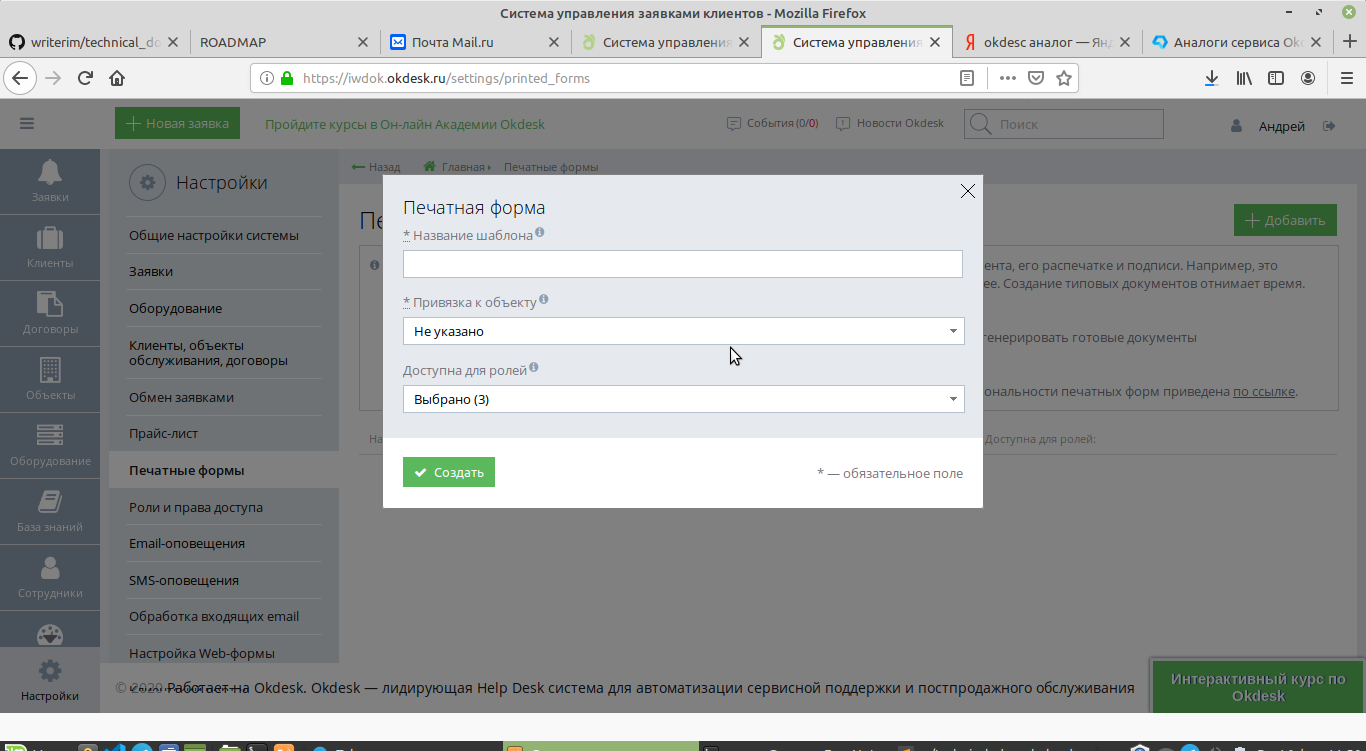 Система управления заявками клиентов - Mozilla Firefox
writerim/technical_do
ROADMAP
Почта Mail.ru
Система управления
Система управления
okdesc аналог — Янд
Аналоги сервиса Okd
https://iwdok.okdesk.ru/settings/printed_forms
Новая заявка
Пройдите курсы в Он-лайн Академии Okdesk
События (0/0)
Новости Okdesk
Поиск
Андрей
Заявки
Клиенты
Договоры
Объекты
Оборудование
База знаний
Сотрудники
Настройки
Настройки
Общие настройки системы
Заявки
Оборудование
Клиенты, объекты
обслуживания, договоры
Обмен заявками
Прайс-лист
Печатные формы
Роли и права доступа
Email-оповещения
SMS-оповещения
Обработка входящих email
Настройка Web-формы
Назад
Главная
Печатные формы
Пе
Добавить
ента, его распечатке и подписи. Например, это
ее. Создание типовых документов отнимает время.
генерировать готовые документы
ональности печатных форм приведена по ссылке.
На
Доступна для ролей:
Печатная форма
* Название шаблона
* Привязка к объекту
Не указано
Доступна для ролей
Выбрано (3)
Создать
* — обязательное поле
© 2020 Работает на Okdesk. Okdesk — лидирующая Help Desk система для автоматизации сервисной поддержки и постпродажного обслуживания
Интерактивный курс по
Okdesk